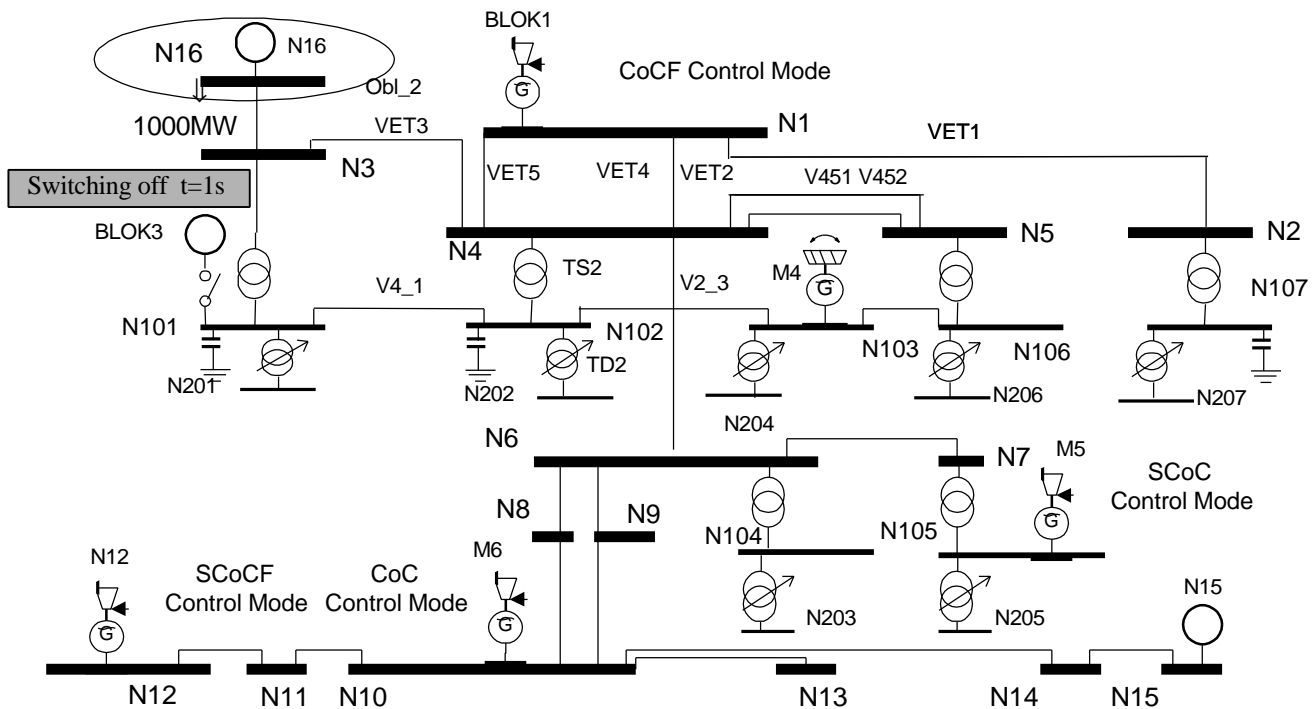 BLOK1
N16
N16
CoCF Control Mode
G
Obl_2
1000MW
N1
VET3
VET1
N3
VET5
VET4
VET2
V451 V452
Switching off t=1s
BLOK3
N4
N5
N2
TS2
M4
V4_1
V2_3
G
N107
N101
N102
N103
N106
TD2
N201
N202
N204
N206
N207
N6
M5
N7
SCoC
Control Mode
N8
N9
N104
N105
G
N12
M6
SCoCF
Control Mode
CoC
Control Mode
N15
G
G
N203
N205
N12
N11
N10
N13
N14
N15